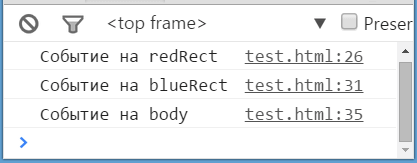 <top frame> Preser
Событие на redRect test.html:26
Событие на blueRect test.html:31
Событие на body test.html:35